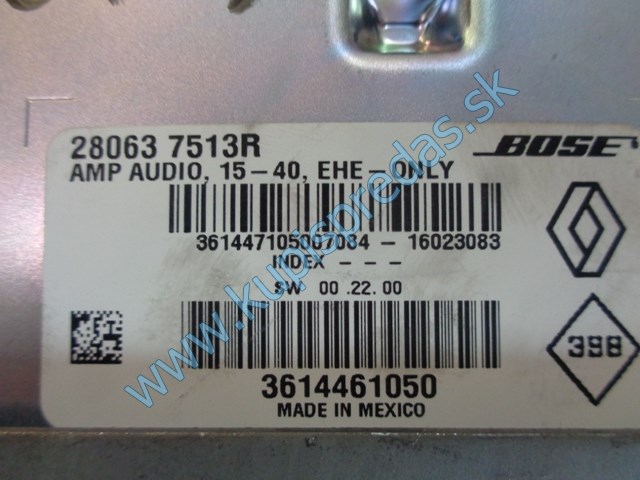 28063 7513R
BOSE
AMP AUDIO, 15-40, EHE-ONLY
361447105007084 - 16023083
INDEX - - -
SW 00 .22. 00
398
3614461050
MADE IN MEXICO
www.kupispredas.sk